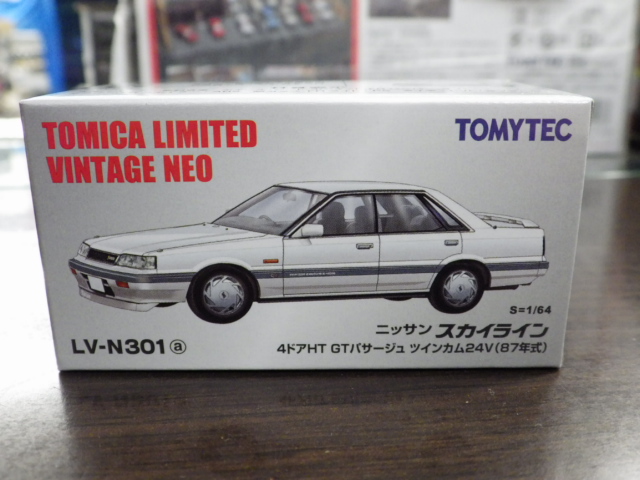 TOMICA LIMITED
VINTAGE NEO
TOMYTEC
S=1/64
ニッサン スカイライン
LV-N301 ⓐ
4ドアHT GTパサージュ ツインカム24V(87年式)